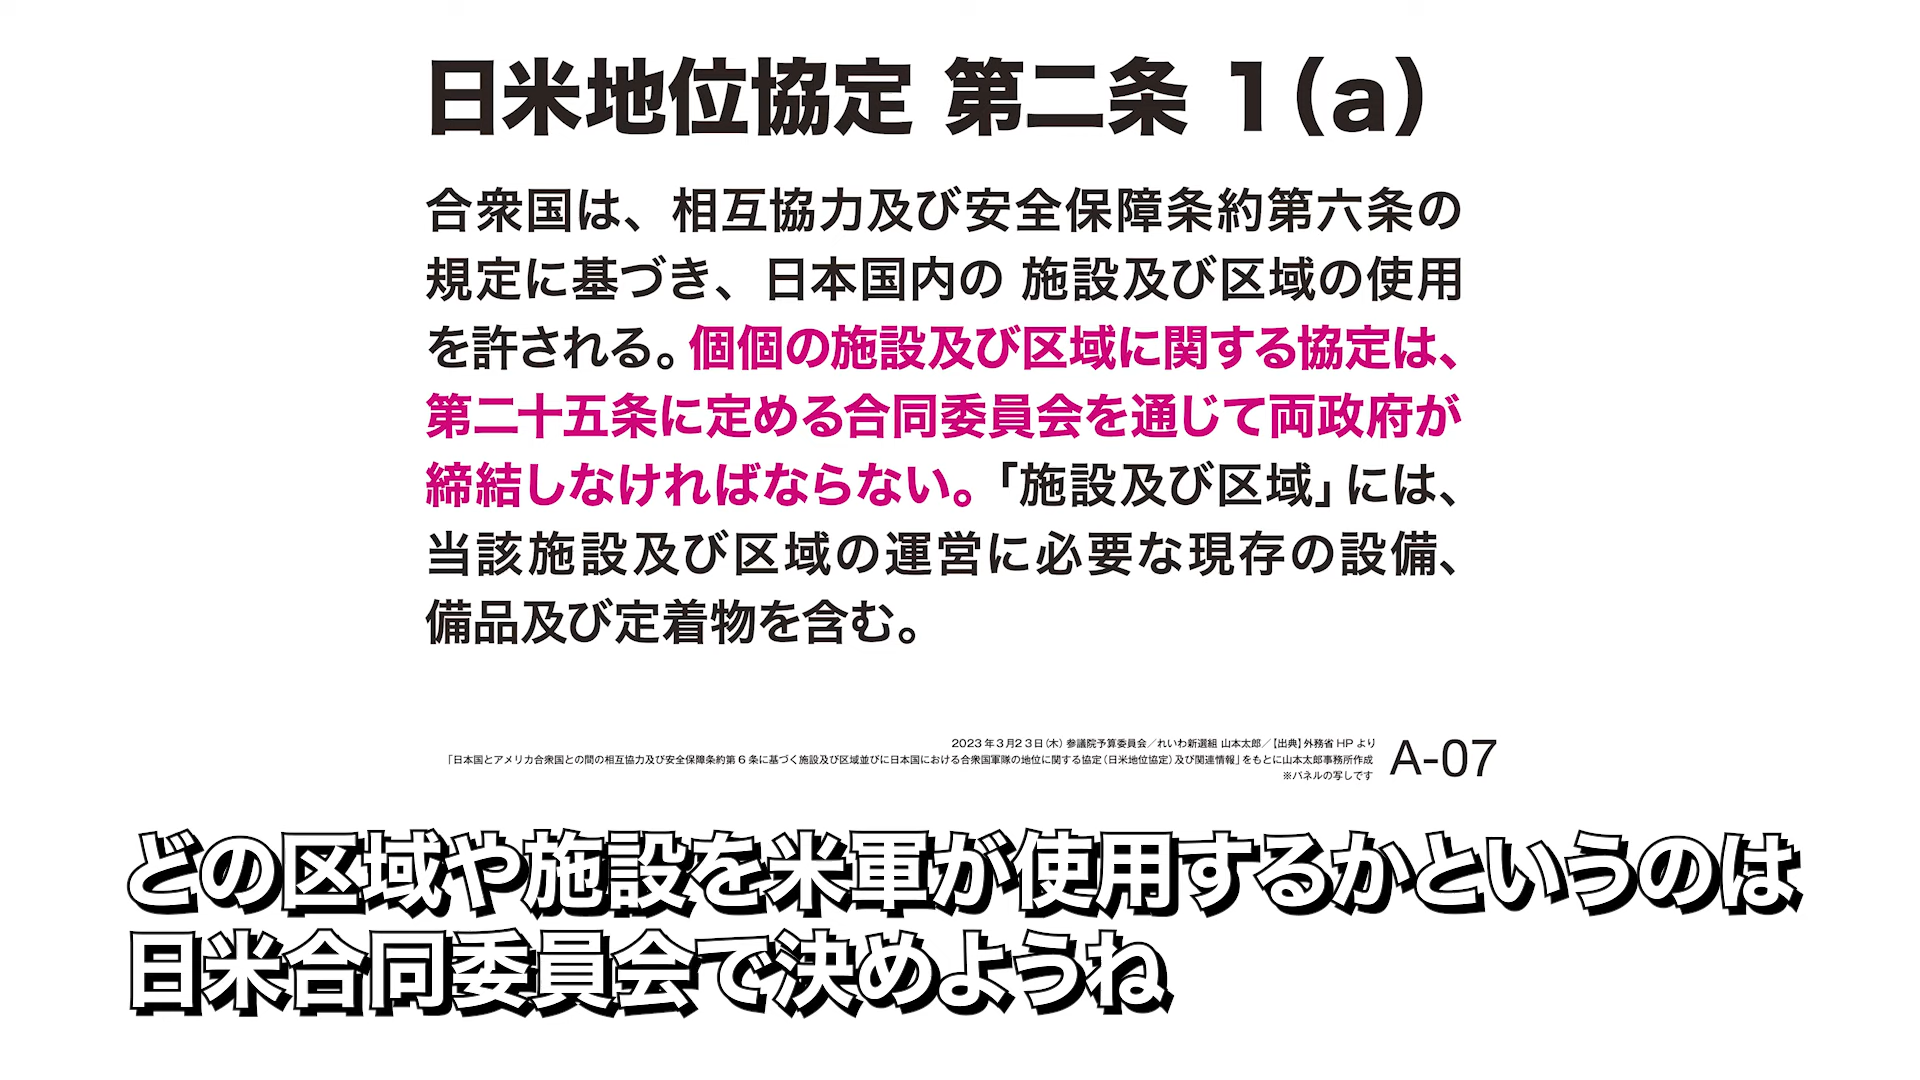 日米地位協定 第二条 1(a)
合衆国は、相互協力及び安全保障条約第六条の
規定に基づき、日本国内の 施設及び区域の使用
を許される。個個の施設及び区域に関する協定は、
第二十五条に定める合同委員会を通じて両政府が
締結しなければならない。「施設及び区域」には、
当該施設及び区域の運営に必要な現存の設備、
備品及び定着物を含む。
2023年3月23日(木) 参議院予算委員会/れいわ新選組 山本太郎/【出典】外務省HPより
「日本国とアメリカ合衆国との間の相互協力及び安全保障条約第6条に基づく施設及び区域並びに日本国における合衆国軍隊の地位に関する協定(日米地位協定)及び関連情報」をもとに山本太郎事務所作成
※パネルの写しです
A-07
どの区域や施設を米軍が使用するかというのは
日米合同委員会で決めようね